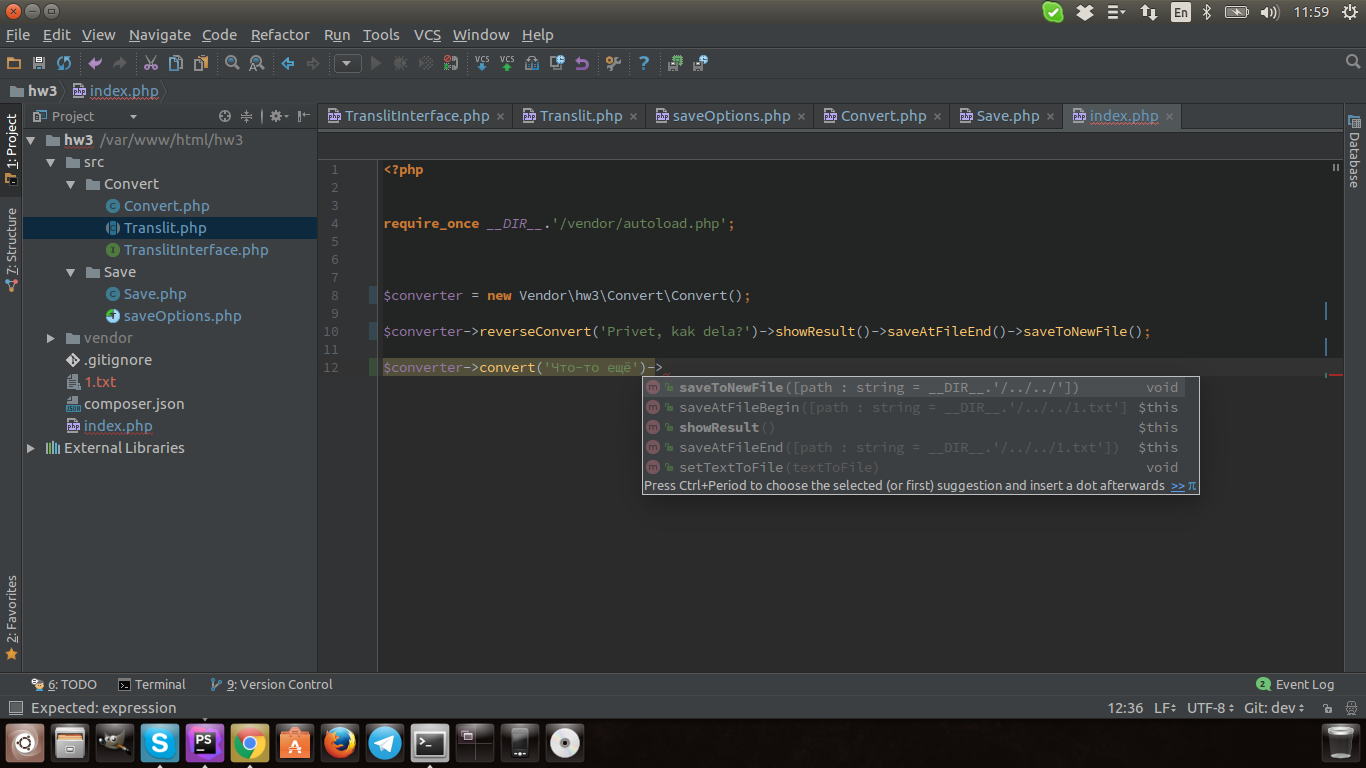 En
11:59
File Edit View Navigate Code Refactor Run Tools VCS Window Help
VCS VCS
hw3 index.php
Project
TranslitInterface.php × Translit.php × saveOptions.php × Convert.php × Save.php × index.php ×
1: Project
7: Structure
2: Favorites
Database
hw3 /var/www/html/hw3
src
Convert
Convert.php
Translit.php
TranslitInterface.php
Save
Save.php
saveOptions.php
vendor
.gitignore
1.txt
composer.json
index.php
External Libraries
1 <?php
2
3
4 require_once __DIR__.'/vendor/autoload.php';
5
6
7
8 $converter = new Vendor\hw3\Convert\Convert();
9
10 $converter->reverseConvert('Privet, kak dela?')->showResult()->saveAtFileEnd()->saveToNewFile();
11
12 $converter->convert('Что-то ещё')->
saveToNewFile([path : string = __DIR__.'/../../']) void
saveAtFileBegin([path : string = __DIR__.'/../../1.txt'] $this
showResult() $this
saveAtFileEnd([path : string = __DIR__.'/../../1.txt']) $this
setTextToFile(textToFile) void
Press Ctrl+Period to choose the selected (or first) suggestion and insert a dot afterwards >> π
6: TODO Terminal 9: Version Control 2 Event Log
Expected: expression 12:36 LF UTF-8 Git: dev